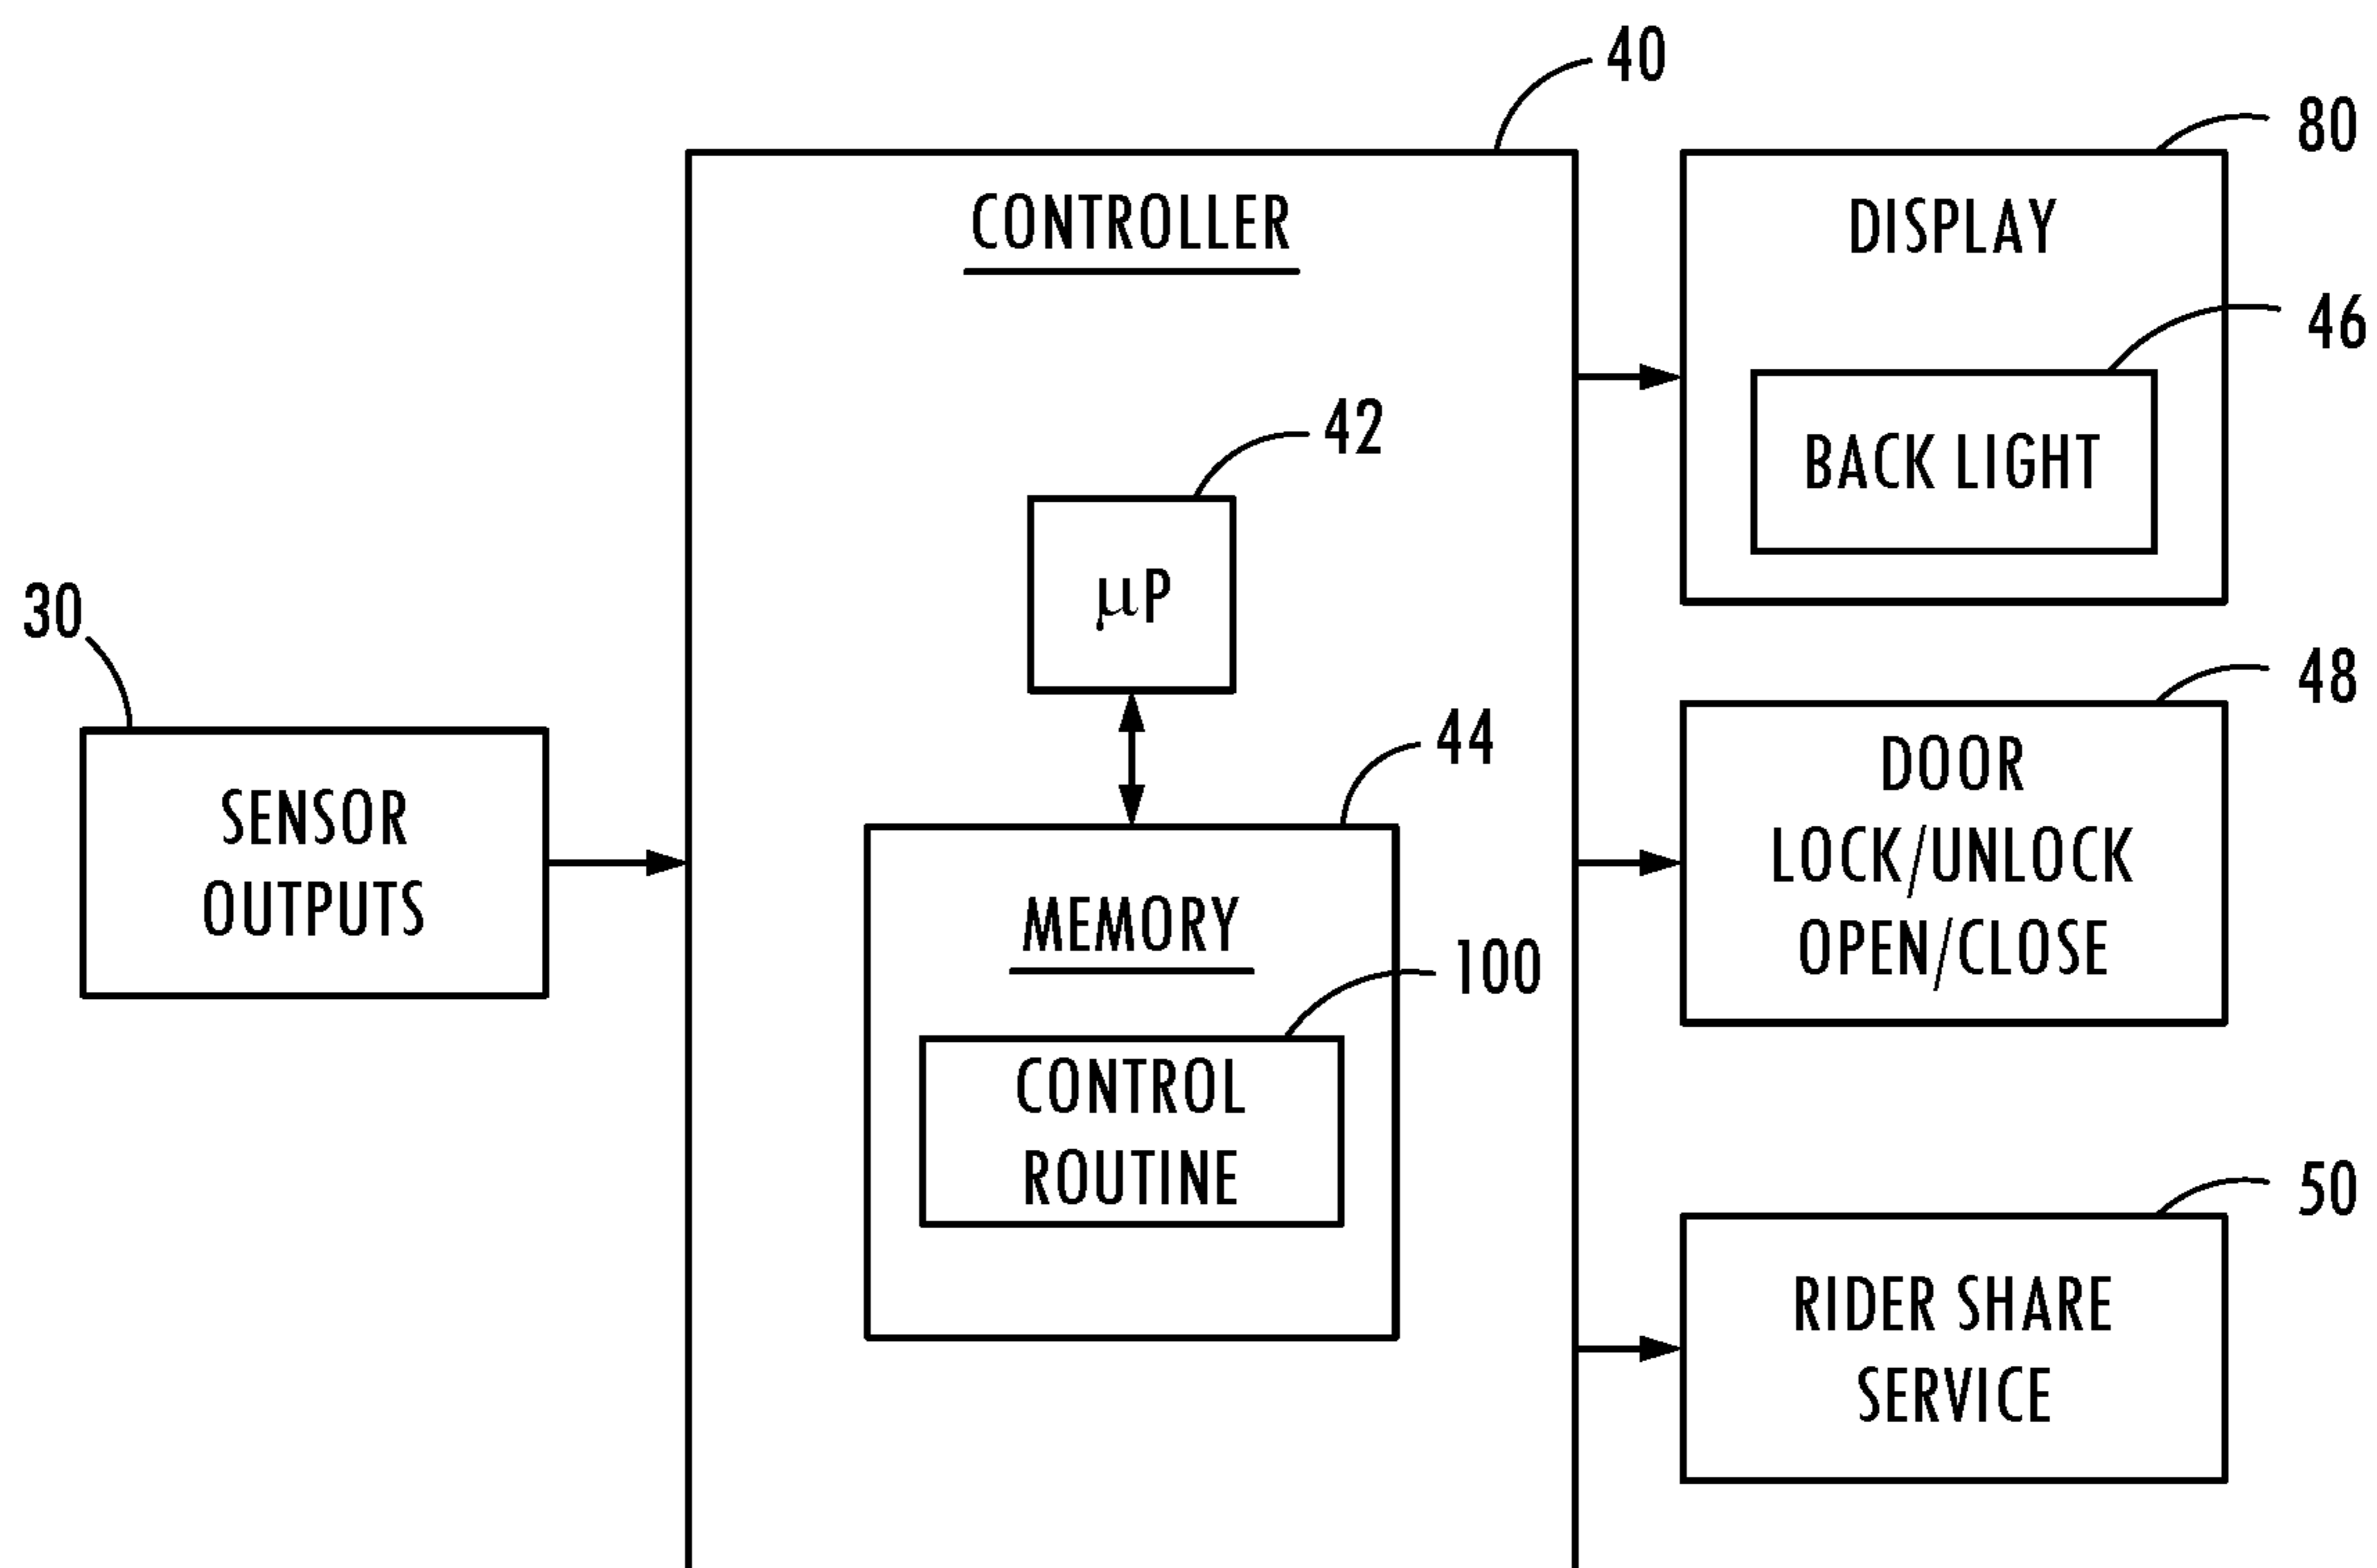 40
80
CONTROLLER
DISPLAY
46
42
BACK LIGHT
μP
30
48
44
DOOR
LOCK/UNLOCK
OPEN/CLOSE
SENSOR
OUTPUTS
MEMORY
100
CONTROL
ROUTINE
50
RIDER SHARE
SERVICE